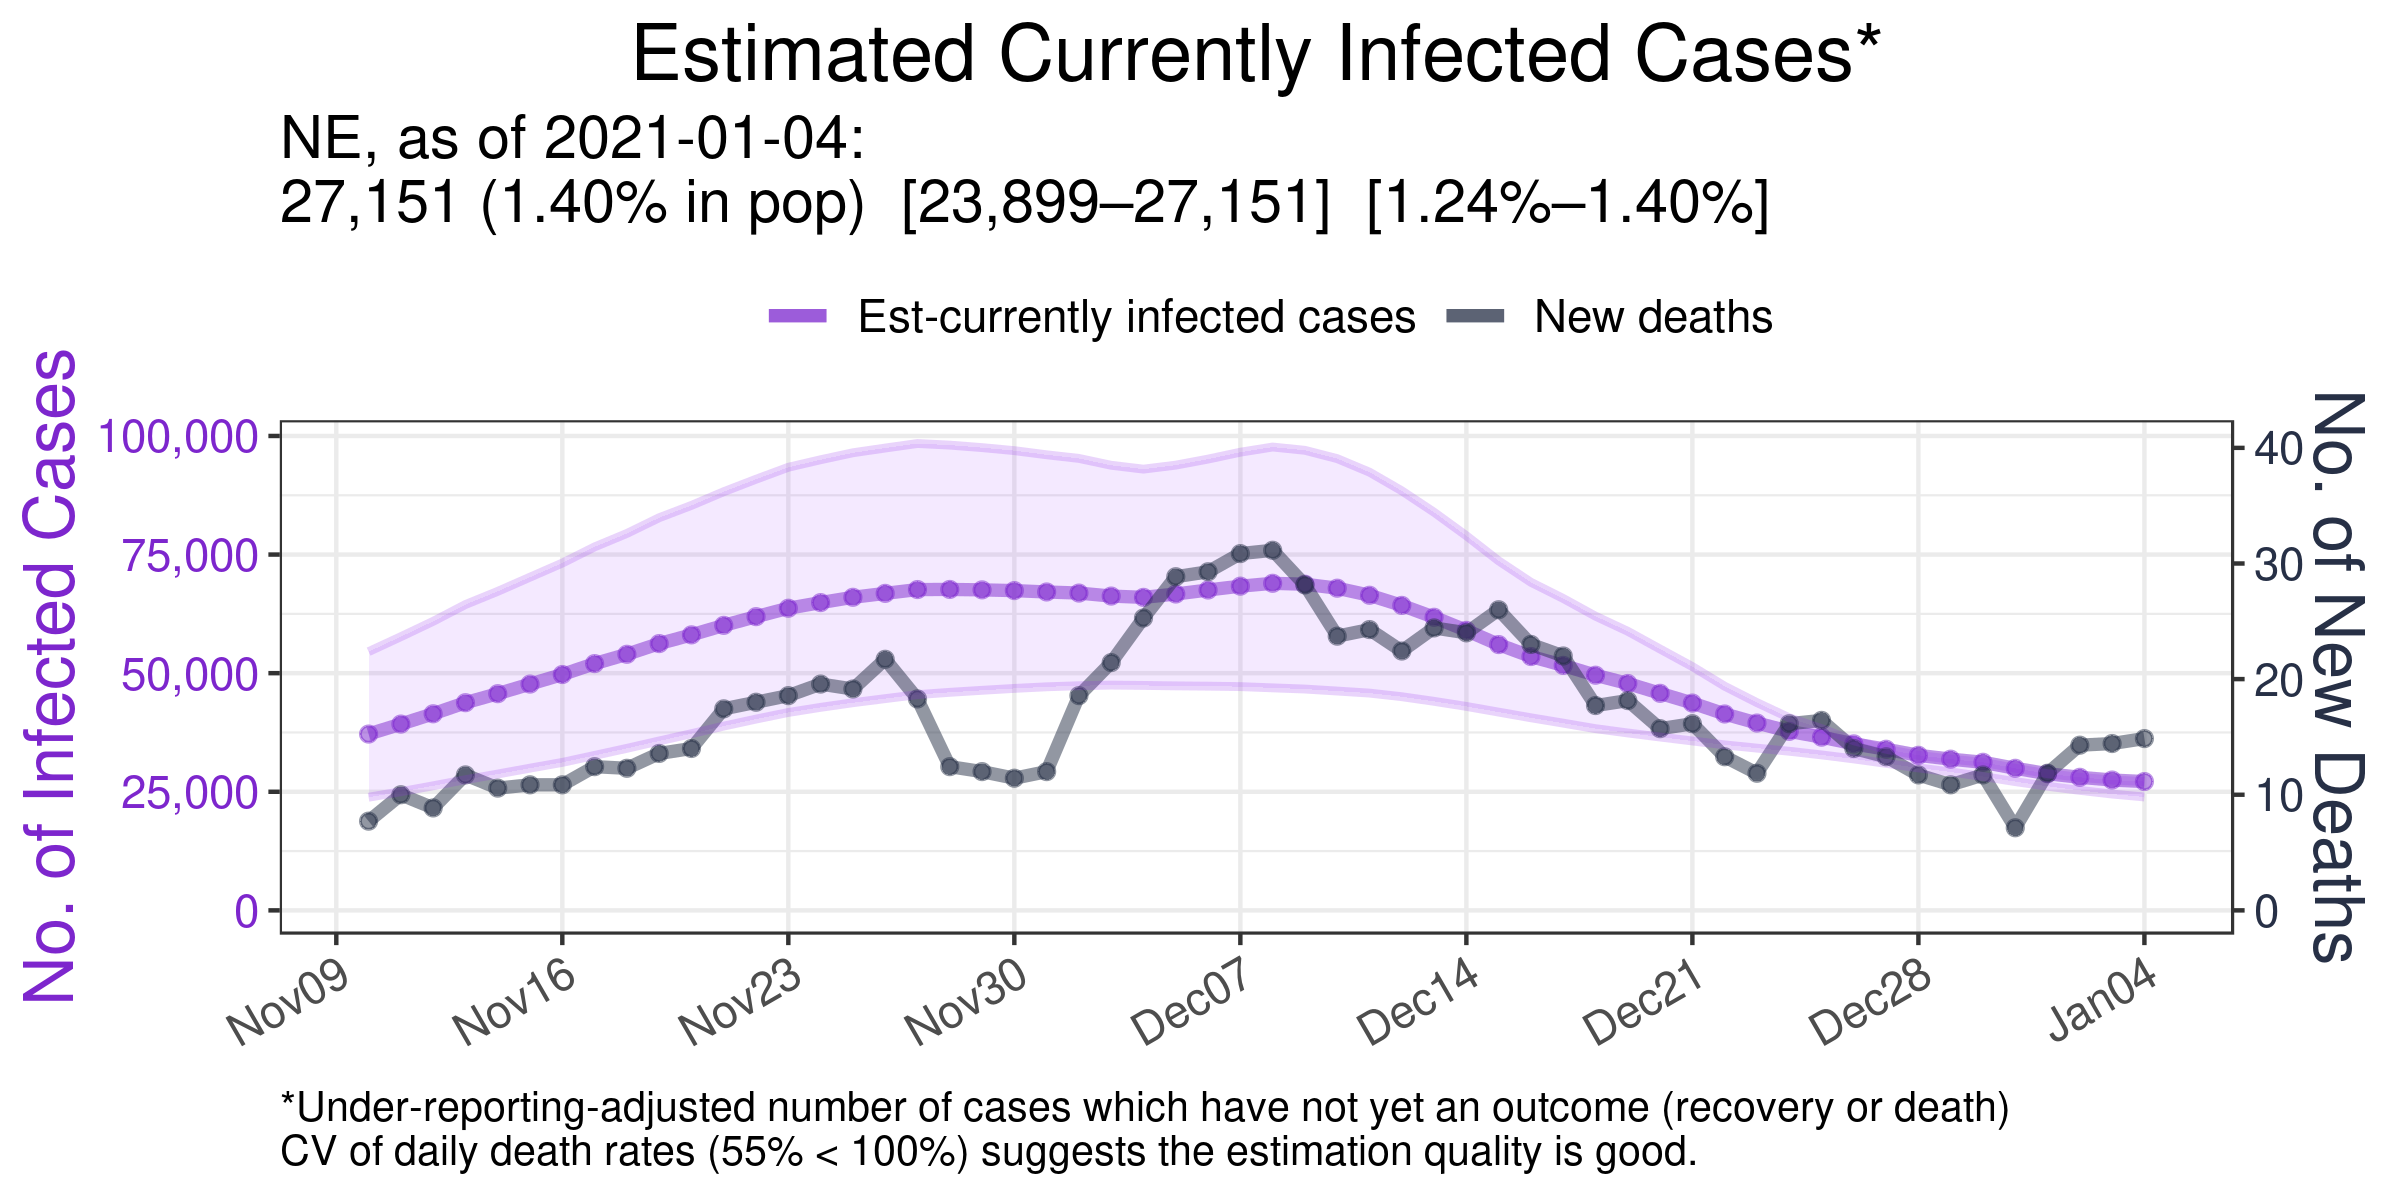 Estimated Currently Infected Cases*
NE, as of 2021-01-04:
27,151 (1.40% in pop)  [23,899–27,151]  [1.24%–1.40%]
Est-currently infected cases
New deaths
No. of Infected Cases
100,000
75,000
50,000
25,000
0
No. of New Deaths
40
30
20
10
0
Nov09
Nov16
Nov23
Nov30
Dec07
Dec14
Dec21
Dec28
Jan04
*Under-reporting-adjusted number of cases which have not yet an outcome (recovery or death)
CV of daily death rates (55% < 100%) suggests the estimation quality is good.